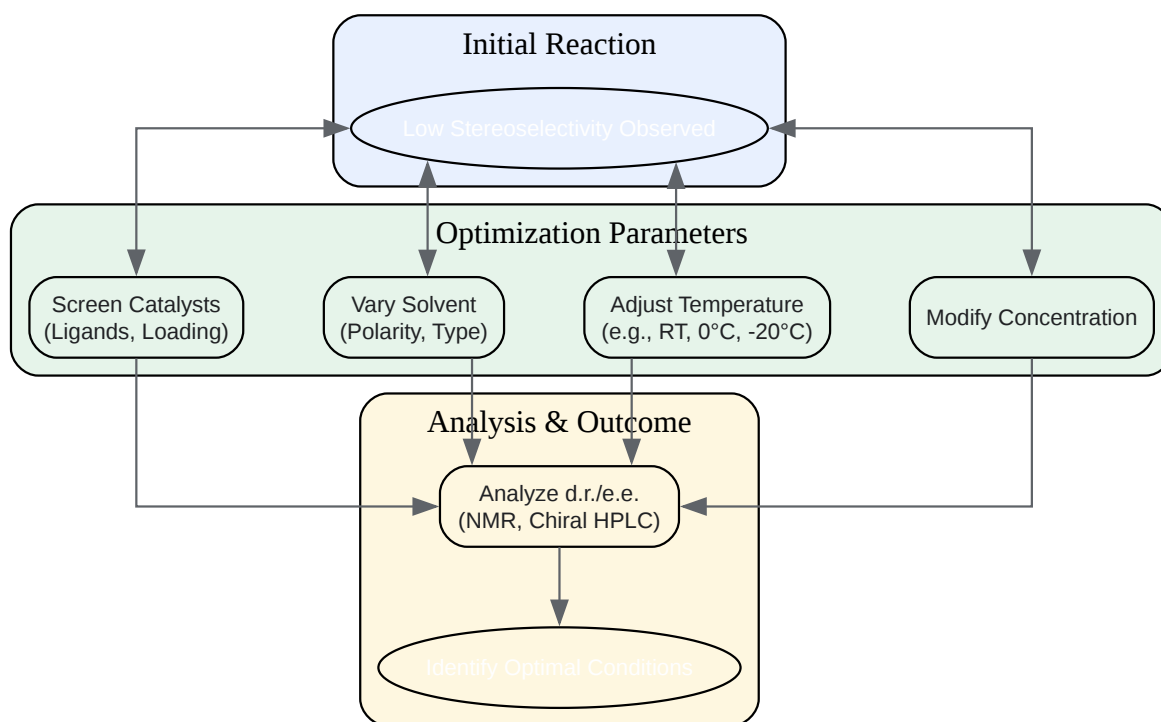 Initial Reaction
Low Stereoselectivity Observed
Optimization Parameters
Screen Catalysts
(Ligands, Loading)
Vary Solvent
(Polarity, Type)
Adjust Temperature
(e.g., RT, 0°C, -20°C)
Modify Concentration
Analysis & Outcome
Analyze d.r./e.e.
(NMR, Chiral HPLC)
Identify Optimal Conditions